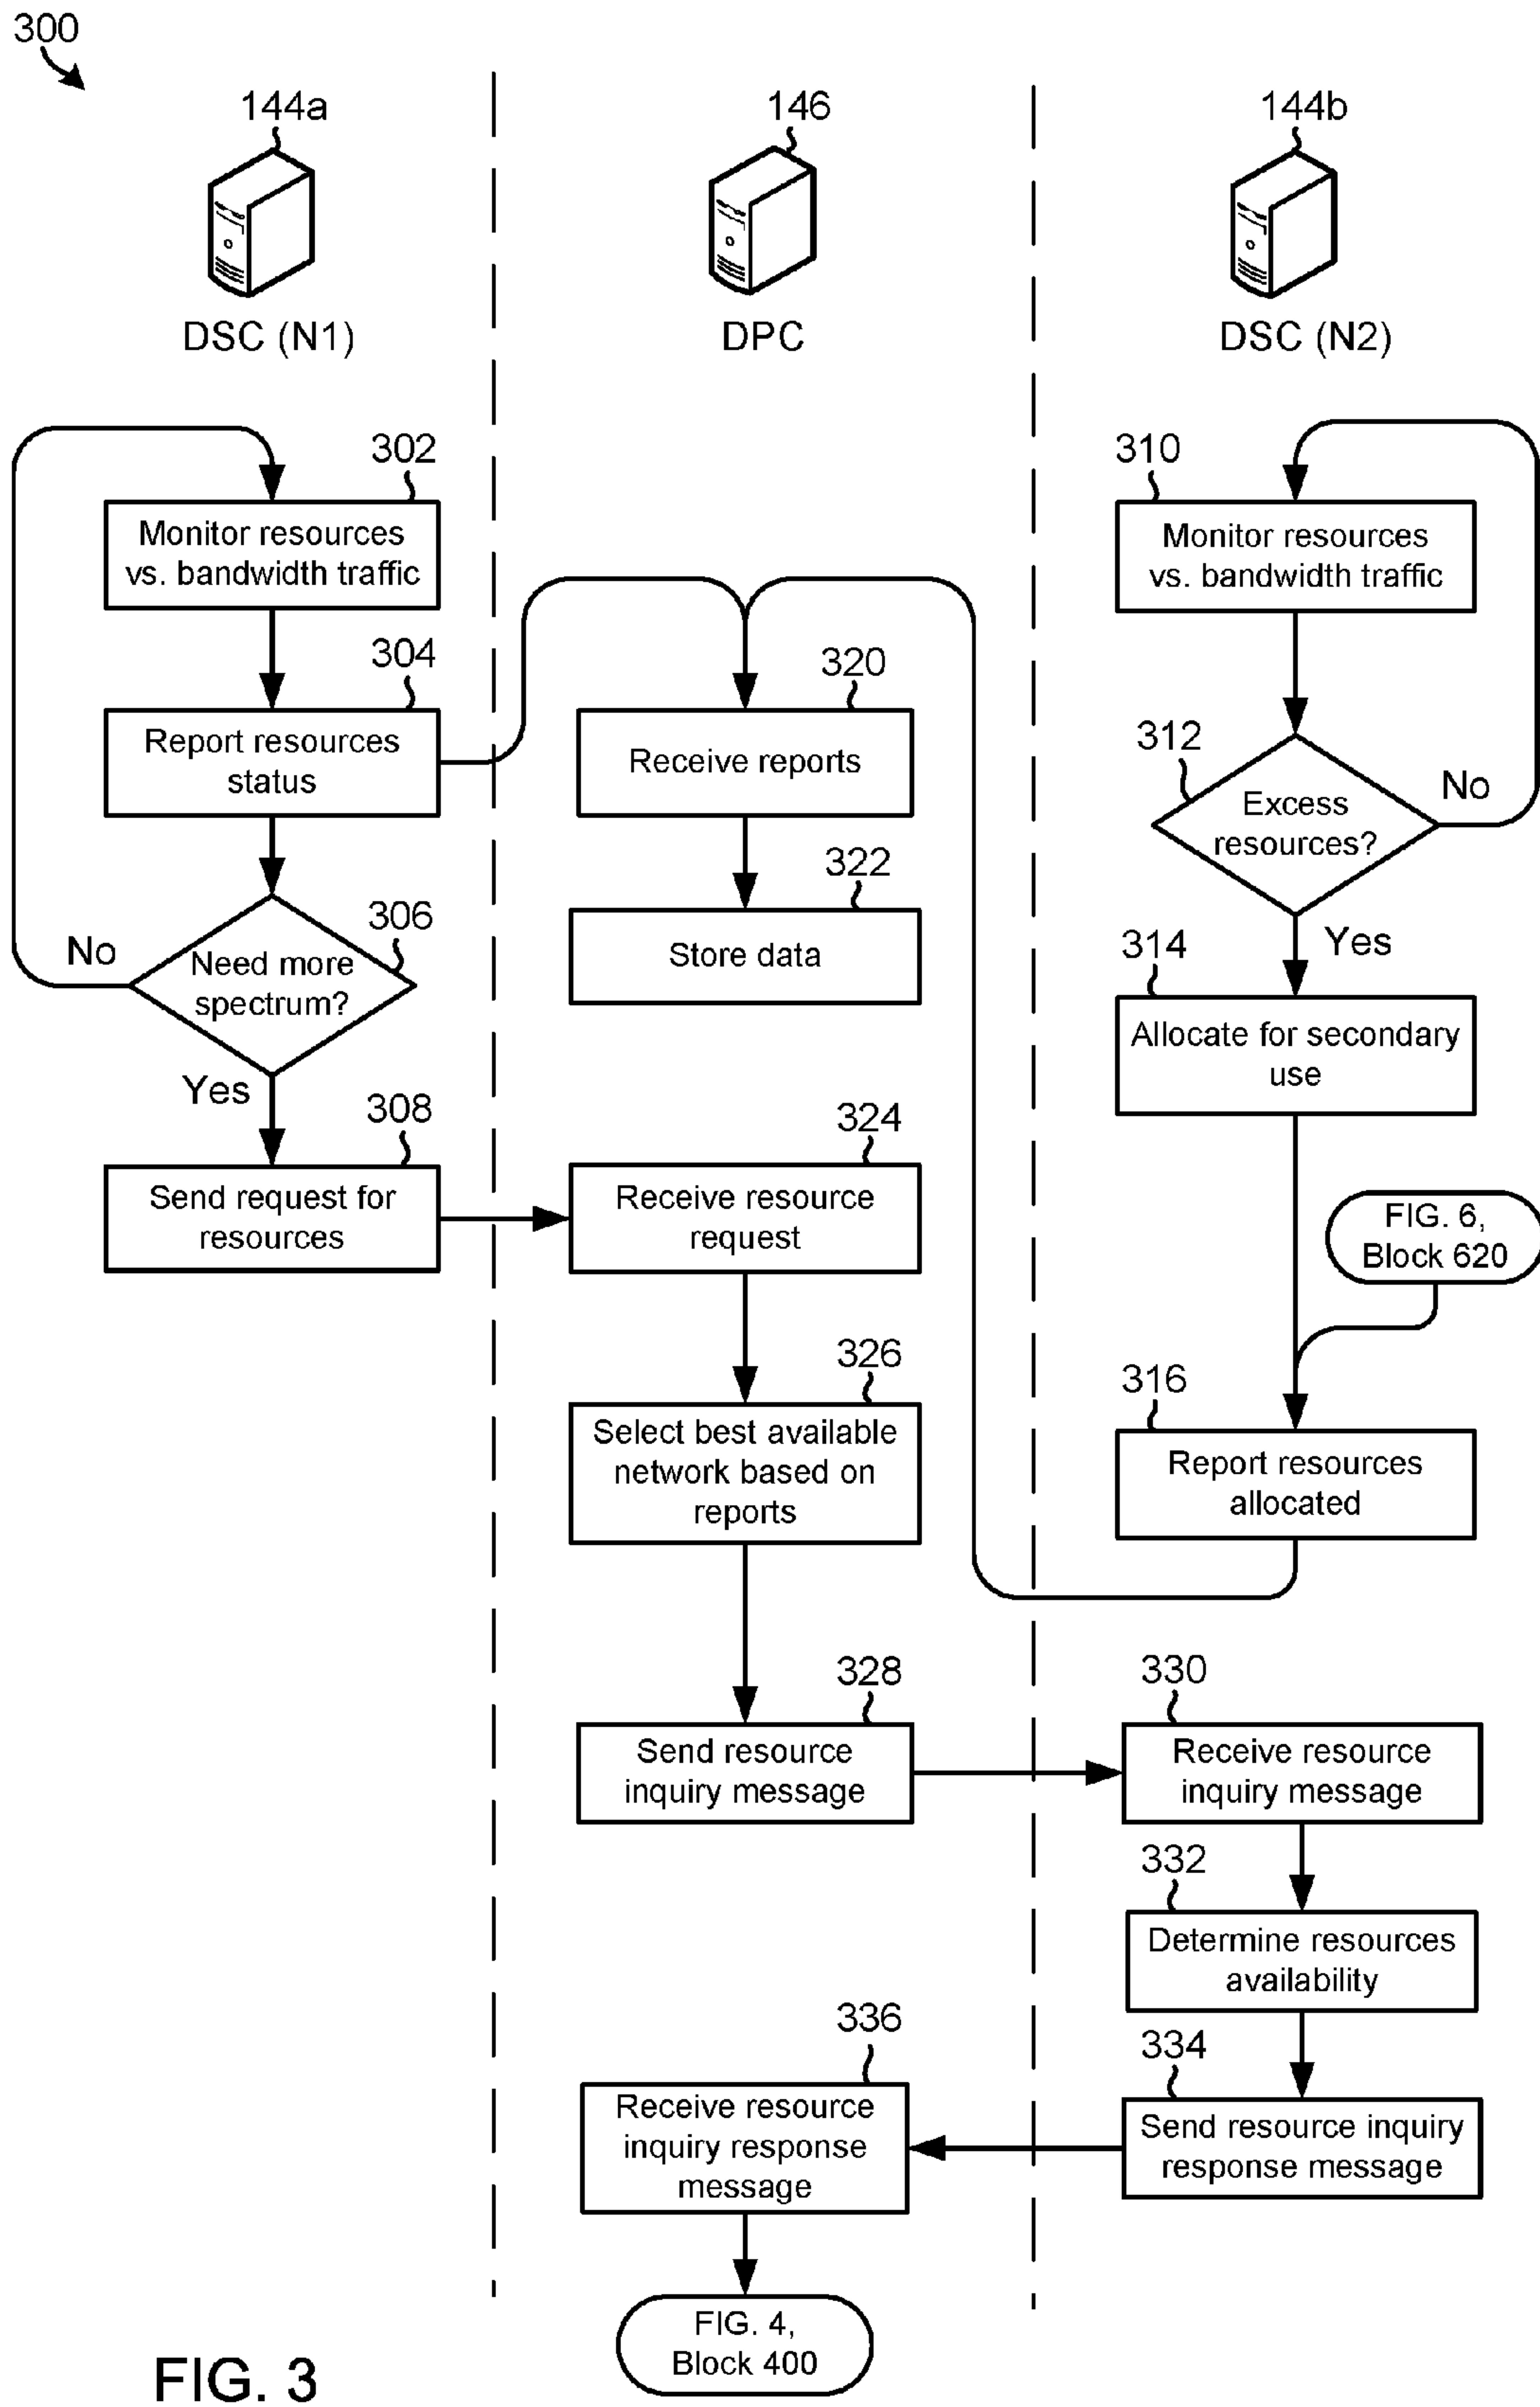 300
144a
146
144b
DSC (N1)
DPC
DSC (N2)
302
Monitor resources
vs. bandwidth traffic
304
Report resources
status
306
Need more
spectrum?
No
Yes
308
Send request for
resources
320
Receive reports
322
Store data
324
Receive resource
request
326
Select best available
network based on
reports
328
Send resource
inquiry message
310
Monitor resources
vs. bandwidth traffic
312
Excess
resources?
No
Yes
314
Allocate for secondary
use
FIG. 6,
Block 620
316
Report resources
allocated
330
Receive resource
inquiry message
332
Determine resources
availability
334
Send resource inquiry
response message
336
Receive resource
inquiry response
message
FIG. 4,
Block 400
FIG. 3